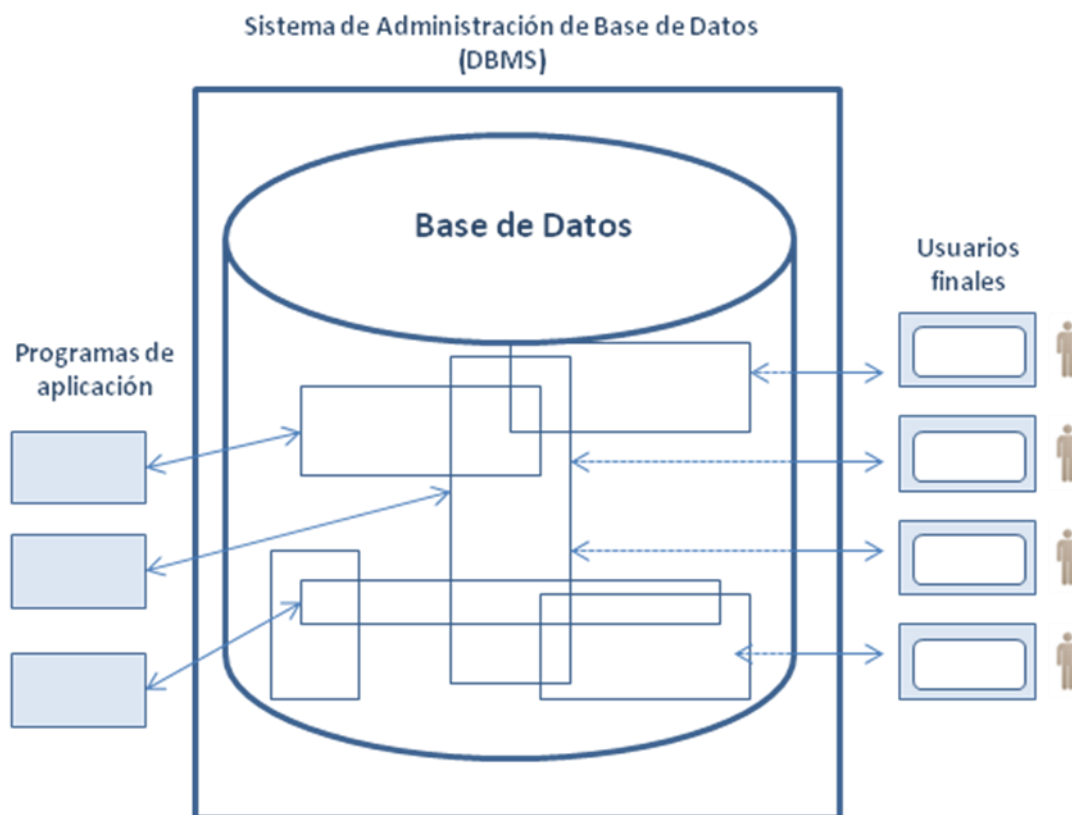 Sistema de Administración de Base de Datos
(DBMS)
Base de Datos
Usuarios
finales
Programas de
aplicación